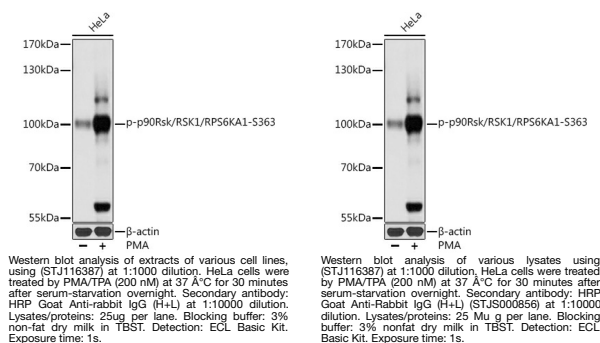 HeLa
170kDa
130kDa
100kDa
p-p90Rsk/RSK1/RPS6KA1-S363
70kDa
55kDa
β-actin
− + PMA
Western blot analysis of extracts of various cell lines,
using (STJ116387) at 1:1000 dilution. HeLa cells were
treated by PMA/TPA (200 nM) at 37 Â°C for 30 minutes
after serum-starvation overnight. Secondary antibody:
HRP Goat Anti-rabbit IgG (H+L) at 1:10000 dilution.
Lysates/proteins: 25ug per lane. Blocking buffer: 3%
non-fat dry milk in TBST. Detection: ECL Basic Kit.
Exposure time: 1s.
HeLa
170kDa
130kDa
100kDa
p-p90Rsk/RSK1/RPS6KA1-S363
70kDa
55kDa
β-actin
− + PMA
Western blot analysis of various lysates using
(STJ116387) at 1:1000 dilution. HeLa cells were treated
by PMA/TPA (200 nM) at 37 Â°C for 30 minutes after
serum-starvation overnight. Secondary antibody: HRP
Goat Anti-Rabbit IgG (H+L) (STJS000856) at 1:10000
dilution. Lysates/proteins: 25 Mu g per lane. Blocking
buffer: 3% nonfat dry milk in TBST. Detection: ECL
Basic Kit. Exposure time: 1s.